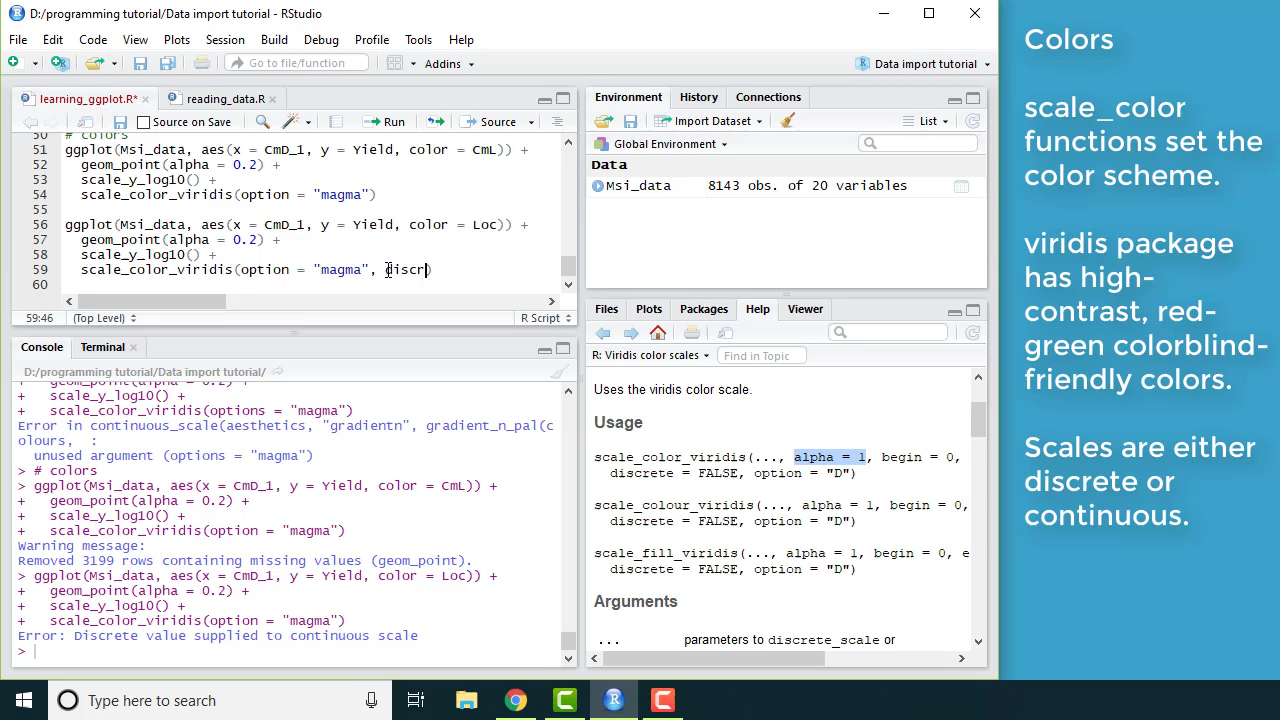 D:/programming tutorial/Data import tutorial - RStudio
File Edit Code View Plots Session Build Debug Profile Tools Help
Go to file/function Addins Data import tutorial
learning_ggplot.R* reading_data.R
Source on Save Run Source
50 # colors
51 ggplot(Msi_data, aes(x = CmD_1, y = Yield, color = CmL)) +
52 geom_point(alpha = 0.2) +
53 scale_y_log10() +
54 scale_color_viridis(option = "magma")
55
56 ggplot(Msi_data, aes(x = CmD_1, y = Yield, color = Loc)) +
57 geom_point(alpha = 0.2) +
58 scale_y_log10() +
59 scale_color_viridis(option = "magma", discr)
60
59:46 (Top Level) R Script
Console Terminal
D:/programming tutorial/Data import tutorial/
+ geom_point(alpha = 0.2) +
+ scale_y_log10() +
+ scale_color_viridis(options = "magma")
Error in continuous_scale(aesthetics, "gradientn", gradient_n_pal(c
olours, :
unused argument (options = "magma")
> # colors
> ggplot(Msi_data, aes(x = CmD_1, y = Yield, color = CmL)) +
+ geom_point(alpha = 0.2) +
+ scale_y_log10() +
+ scale_color_viridis(option = "magma")
Warning message:
Removed 3199 rows containing missing values (geom_point).
> ggplot(Msi_data, aes(x = CmD_1, y = Yield, color = Loc)) +
+ geom_point(alpha = 0.2) +
+ scale_y_log10() +
+ scale_color_viridis(option = "magma")
Error: Discrete value supplied to continuous scale
>
Environment History Connections
Import Dataset List
Global Environment
Data
Msi_data 8143 obs. of 20 variables
Files Plots Packages Help Viewer
R: Viridis color scales Find in Topic
Uses the viridis color scale.
Usage
scale_color_viridis(..., alpha = 1, begin = 0,
discrete = FALSE, option = "D")
scale_colour_viridis(..., alpha = 1, begin = 0,
discrete = FALSE, option = "D")
scale_fill_viridis(..., alpha = 1, begin = 0, e
discrete = FALSE, option = "D")
Arguments
... parameters to discrete_scale or
Colors
scale_color
functions set the
color scheme.
viridis package
has high-
contrast, red-
green colorblind-
friendly colors.
Scales are either
discrete or
continuous.
Type here to search